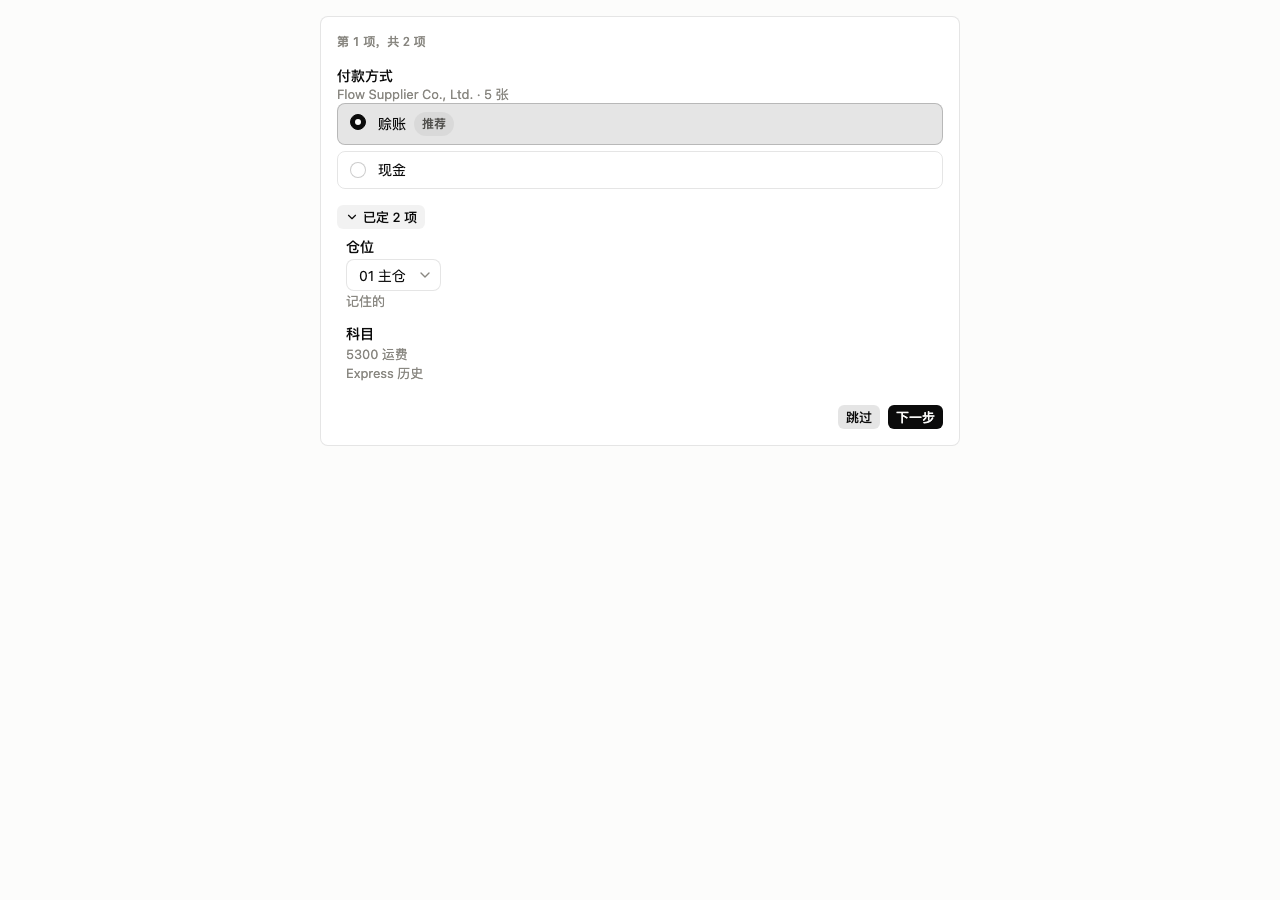 第 1 项，共 2 项
付款方式
Flow Supplier Co., Ltd. · 5 张
赊账 推荐
现金
已定 2 项
仓位
01 主仓
记住的
科目
5300 运费
Express 历史
跳过 下一步